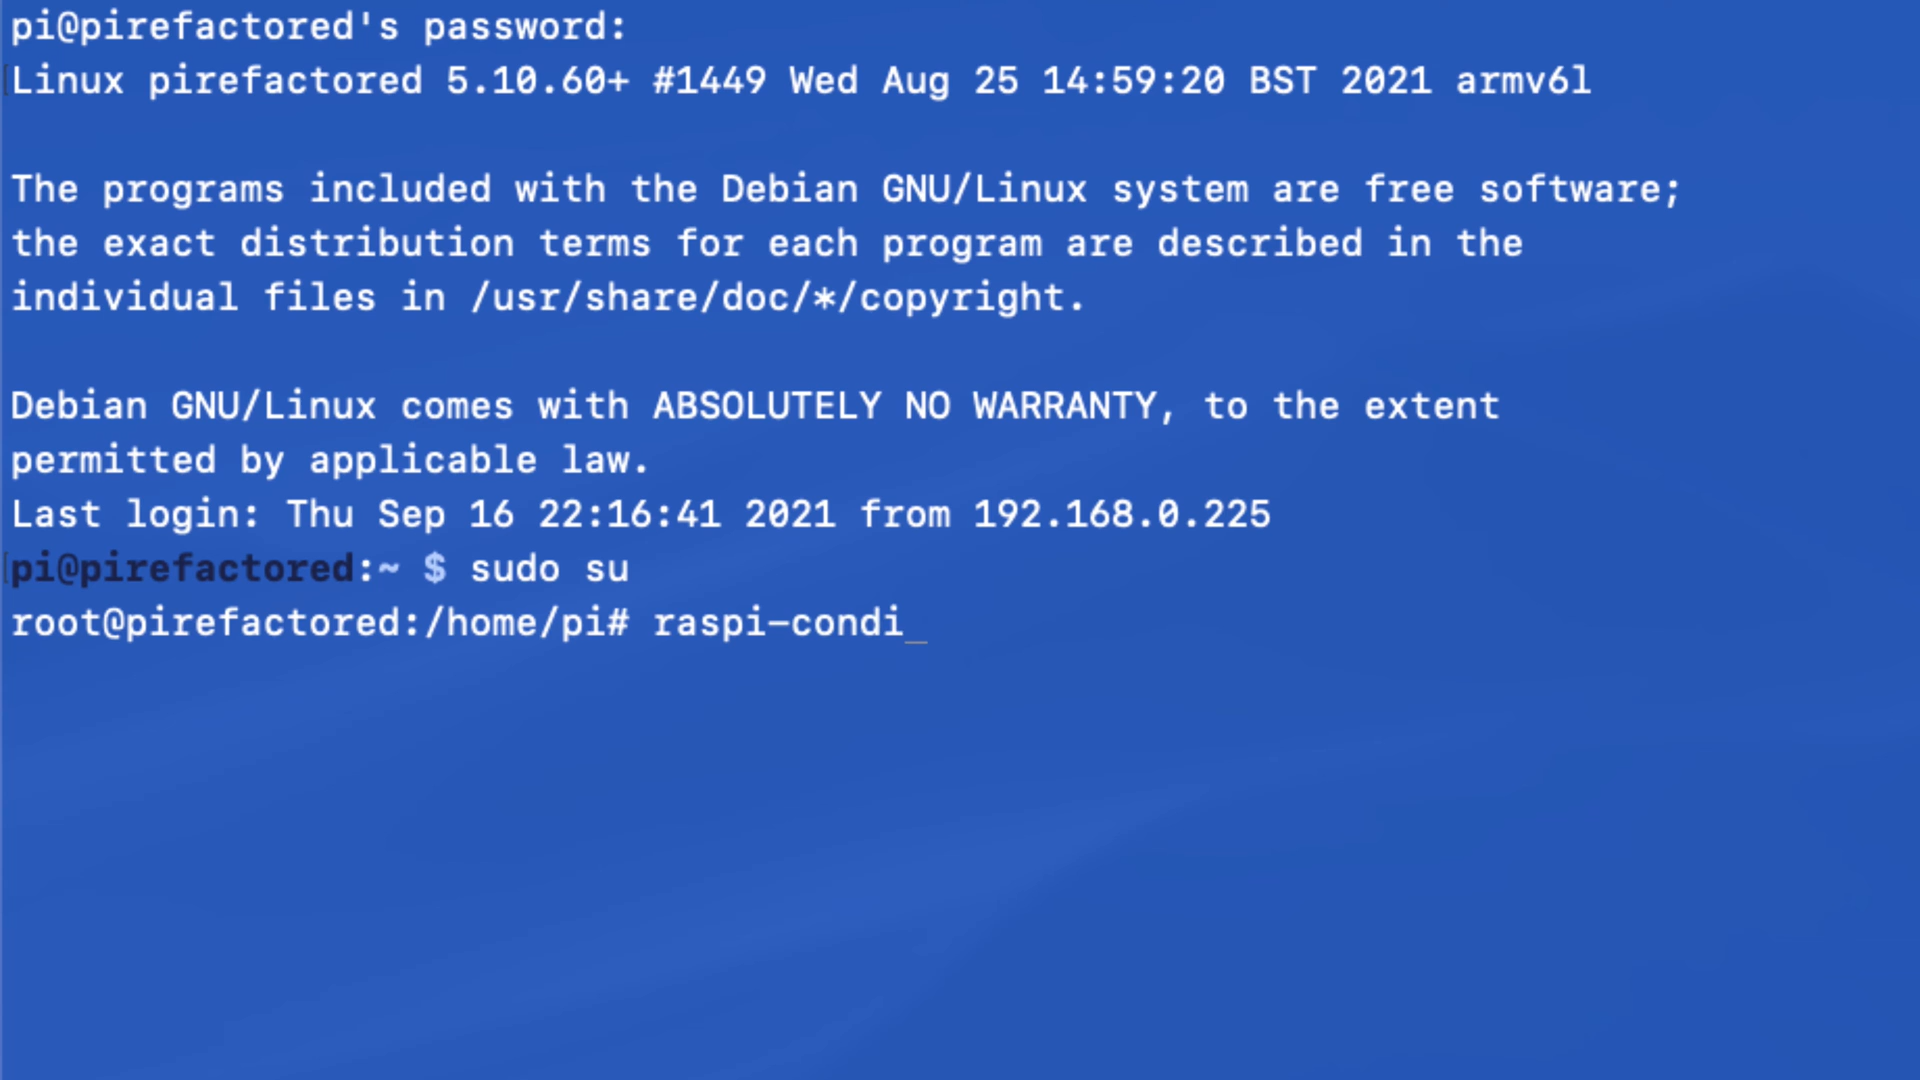 pi@pirefactored's password:
Linux pirefactored 5.10.60+ #1449 Wed Aug 25 14:59:20 BST 2021 armv6l
The programs included with the Debian GNU/Linux system are free software;
the exact distribution terms for each program are described in the
individual files in /usr/share/doc/*/copyright.
Debian GNU/Linux comes with ABSOLUTELY NO WARRANTY, to the extent
permitted by applicable law.
Last login: Thu Sep 16 22:16:41 2021 from 192.168.0.225
pi@pirefactored:~ $ sudo su
root@pirefactored:/home/pi# raspi-condi_